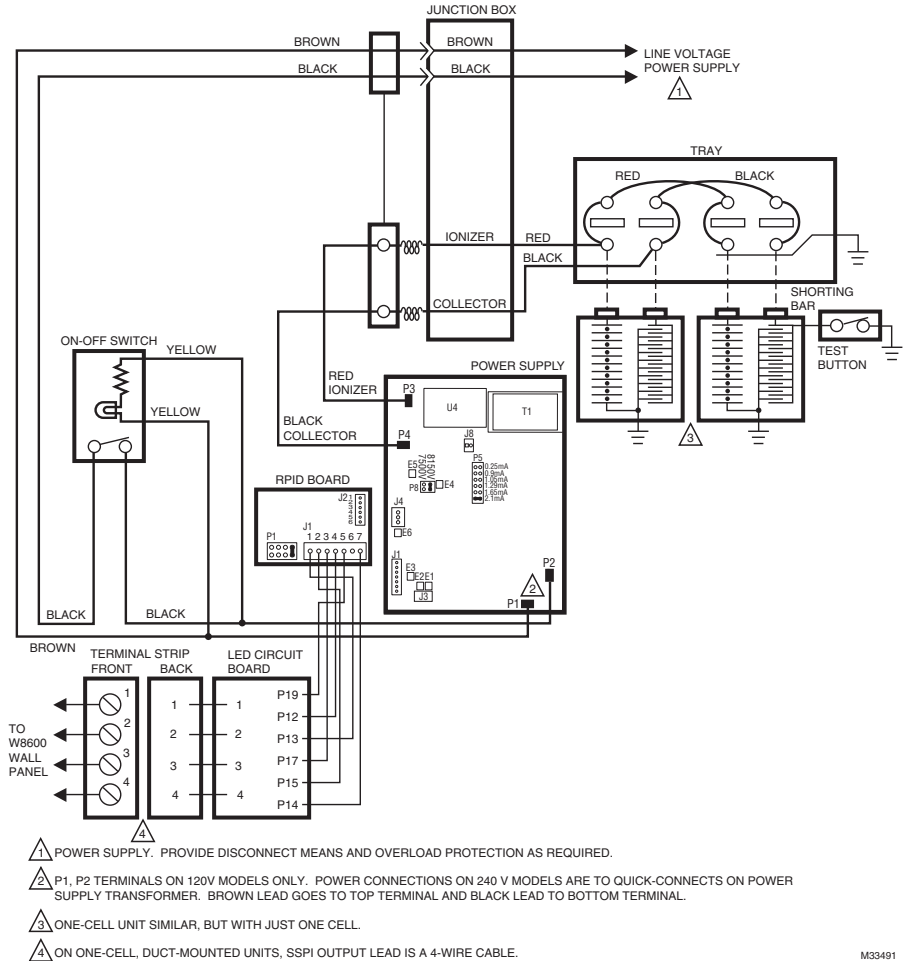 JUNCTION BOX
BROWN
BROWN
LINE VOLTAGE
POWER SUPPLY
BLACK
BLACK
1
TRAY
RED
BLACK
IONIZER
RED
BLACK
COLLECTOR
SHORTING
BAR
TEST
BUTTON
3
ON-OFF SWITCH
YELLOW
YELLOW
RED
IONIZER
BLACK
COLLECTOR
POWER SUPPLY
P3
U4
T1
P4
J8
8150V
7500V
P5
0.25mA
0.9mA
1.05mA
1.29mA
1.65mA
2.1mA
E5
P8
E4
J4
E6
J1
E3
E2E1
J3
P2
2
P1
RPID BOARD
J2
1
2
3
4
5
6
J1
P1
1 2 3 4 5 6 7
BLACK
BLACK
BROWN
TERMINAL STRIP
FRONT
BACK
LED CIRCUIT
BOARD
TO
W8600
WALL
PANEL
1
1
1
P19
P12
2
2
2
P13
3
3
3
P17
P15
4
4
4
P14
4
1 POWER SUPPLY. PROVIDE DISCONNECT MEANS AND OVERLOAD PROTECTION AS REQUIRED.
2 P1, P2 TERMINALS ON 120V MODELS ONLY. POWER CONNECTIONS ON 240 V MODELS ARE TO QUICK-CONNECTS ON POWER
SUPPLY TRANSFORMER. BROWN LEAD GOES TO TOP TERMINAL AND BLACK LEAD TO BOTTOM TERMINAL.
3 ONE-CELL UNIT SIMILAR, BUT WITH JUST ONE CELL.
4 ON ONE-CELL, DUCT-MOUNTED UNITS, SSPI OUTPUT LEAD IS A 4-WIRE CABLE.
M33491